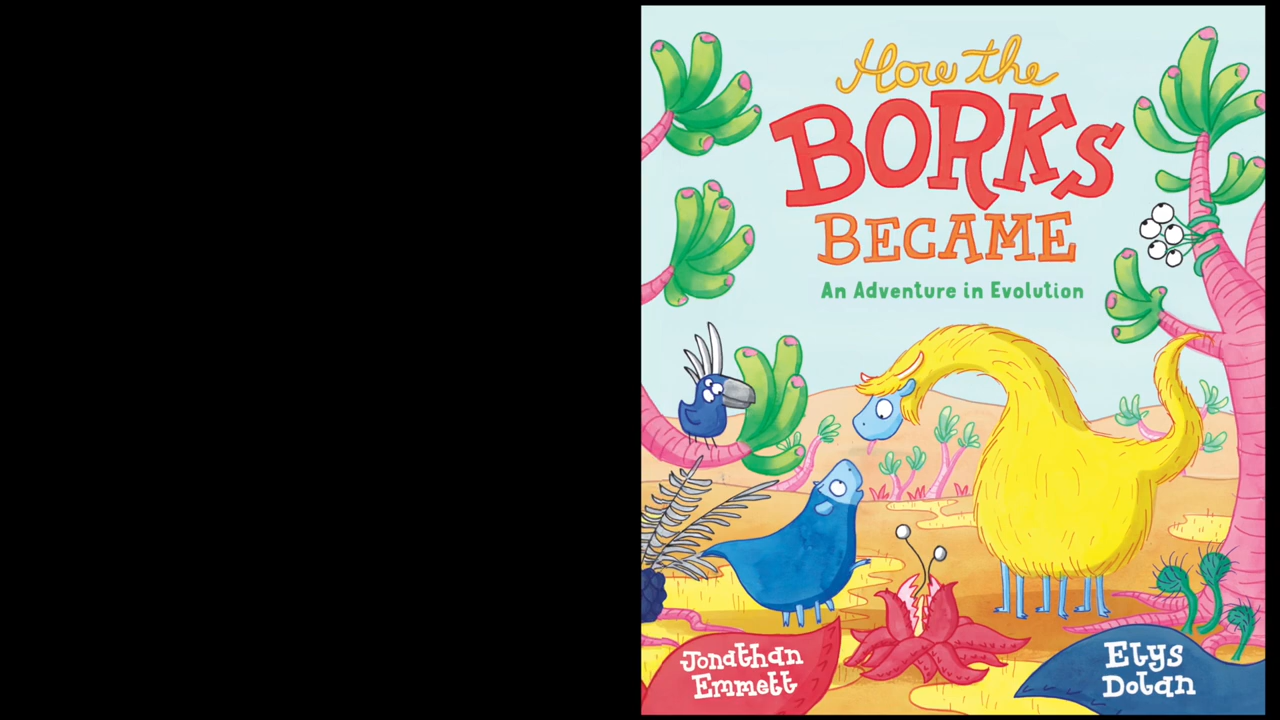 How the
BORKS
BECAME
An Adventure in Evolution
Jonathan
Emmett
Elys
Dolan